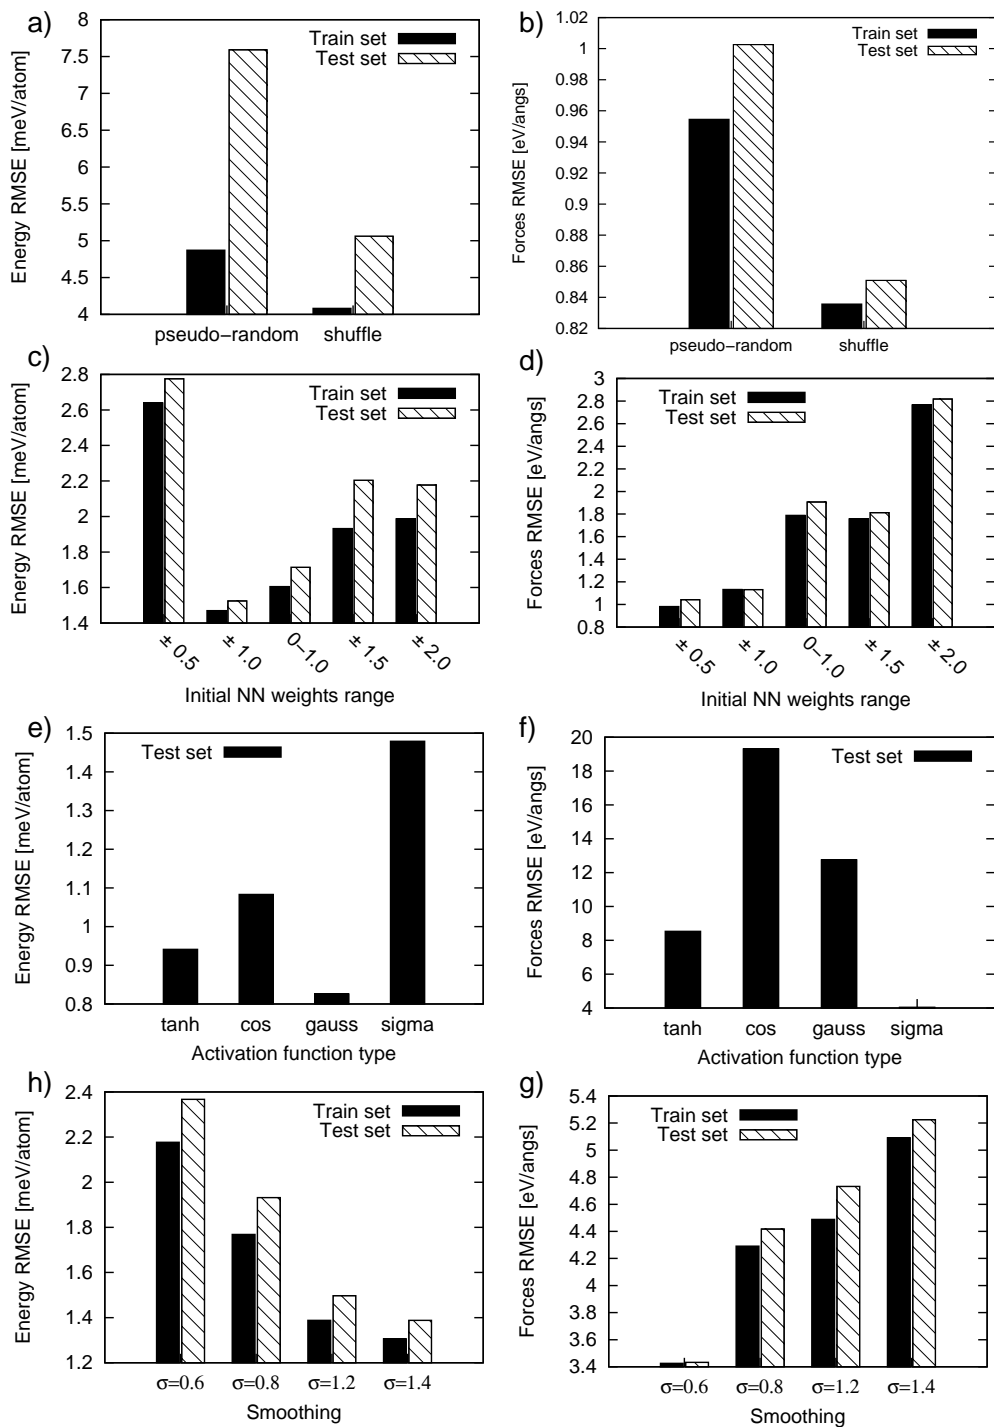 a)
8
7.5
7
6.5
6
5.5
5
4.5
4
Energy RMSE [meV/atom]
Train set
Test set
pseudo−random
shuffle
b)
1.02
1
0.98
0.96
0.94
0.92
0.9
0.88
0.86
0.84
0.82
Forces RMSE [eV/angs]
Train set
Test set
pseudo−random
shuffle
c)
2.8
2.6
2.4
2.2
2
1.8
1.6
1.4
Energy RMSE [meV/atom]
Train set
Test set
± 0.5
± 1.0
0−1.0
± 1.5
± 2.0
Initial NN weights range
d)
3
2.8
2.6
2.4
2.2
2
1.8
1.6
1.4
1.2
1
0.8
Forces RMSE [eV/angs]
Train set
Test set
± 0.5
± 1.0
0−1.0
± 1.5
± 2.0
Initial NN weights range
e)
1.5
1.4
1.3
1.2
1.1
1
0.9
0.8
Energy RMSE [meV/atom]
Test set
tanh
cos
gauss
sigma
Activation function type
f)
20
18
16
14
12
10
8
6
4
Forces RMSE [eV/angs]
Test set
tanh
cos
gauss
sigma
Activation function type
h)
2.4
2.2
2
1.8
1.6
1.4
1.2
Energy RMSE [meV/atom]
Train set
Test set
σ=0.6
σ=0.8
σ=1.2
σ=1.4
Smoothing
g)
5.4
5.2
5
4.8
4.6
4.4
4.2
4
3.8
3.6
3.4
Forces RMSE [eV/angs]
Train set
Test set
σ=0.6
σ=0.8
σ=1.2
σ=1.4
Smoothing